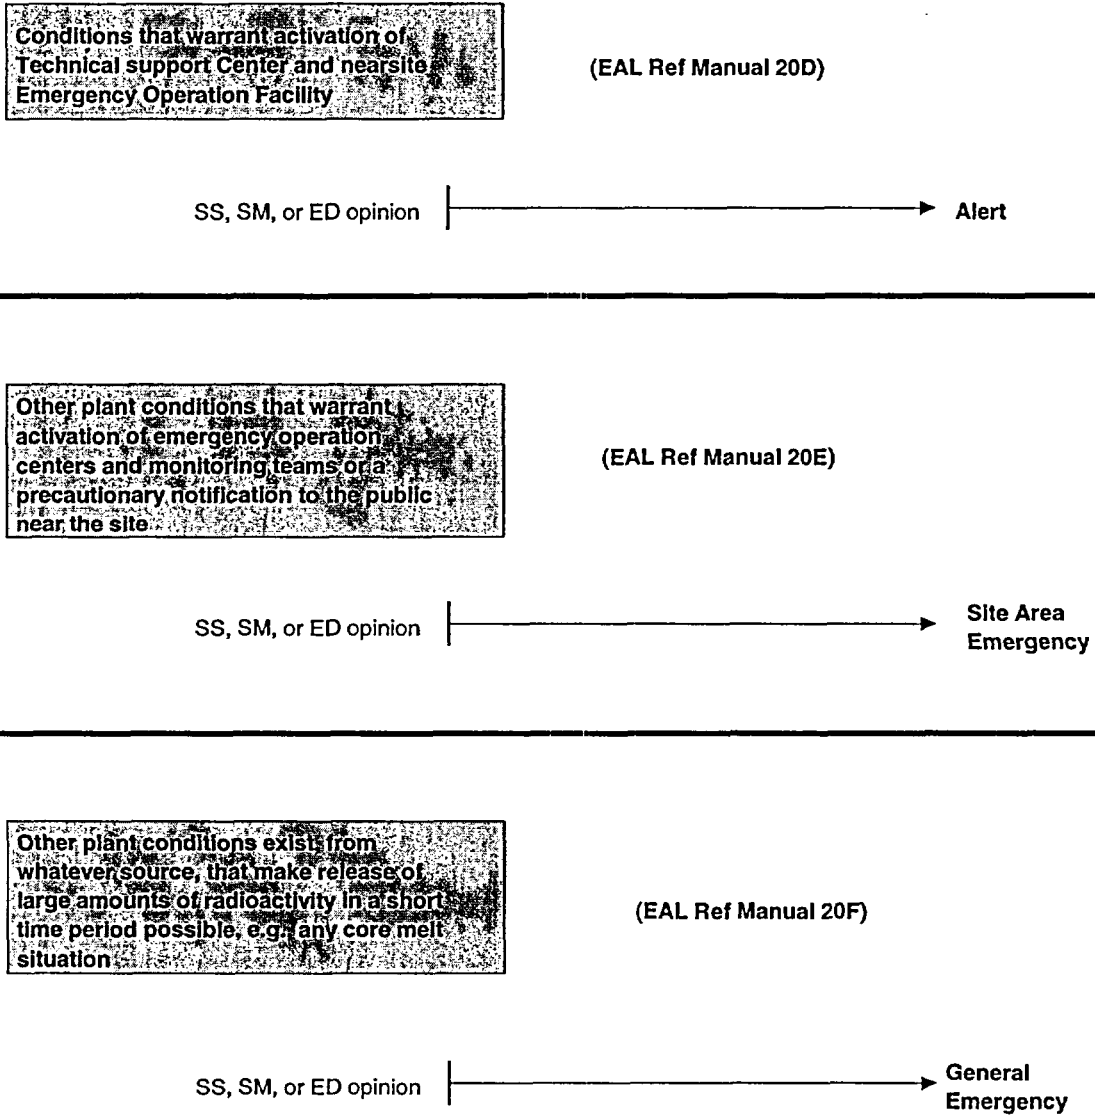 Conditions that warrant activation of
Technical support Center and nearsite
Emergency Operation Facility
(EAL Ref Manual 20D)
SS, SM, or ED opinion
Alert
Other plant conditions that warrant
activation of emergency operation
centers and monitoring teams or a
precautionary notification to the public
near the site
(EAL Ref Manual 20E)
SS, SM, or ED opinion
Site Area
Emergency
Other plant conditions exist, from
whatever source, that make release of
large amounts of radioactivity in a short
time period possible, e.g., any core melt
situation
(EAL Ref Manual 20F)
SS, SM, or ED opinion
General
Emergency